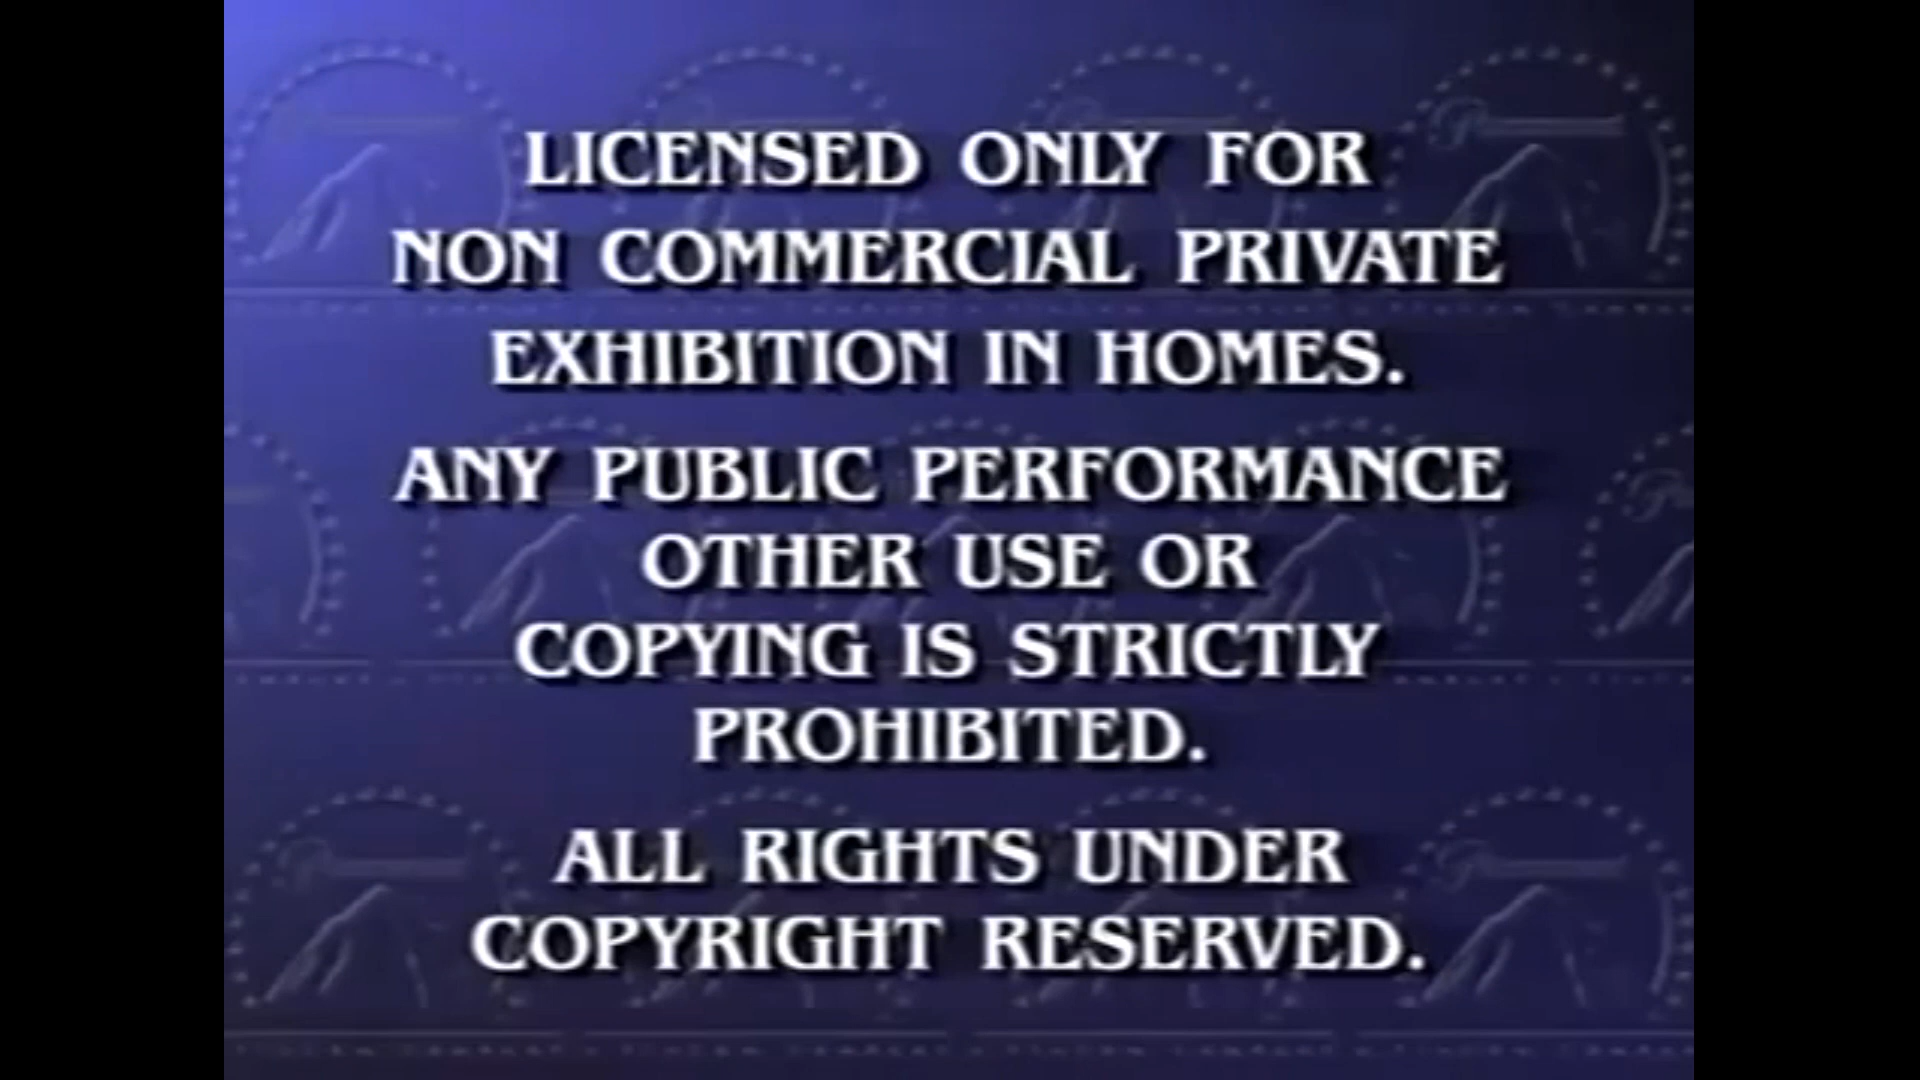 LICENSED ONLY FOR
NON COMMERCIAL PRIVATE
EXHIBITION IN HOMES.
ANY PUBLIC PERFORMANCE
OTHER USE OR
COPYING IS STRICTLY
PROHIBITED.
ALL RIGHTS UNDER
COPYRIGHT RESERVED.